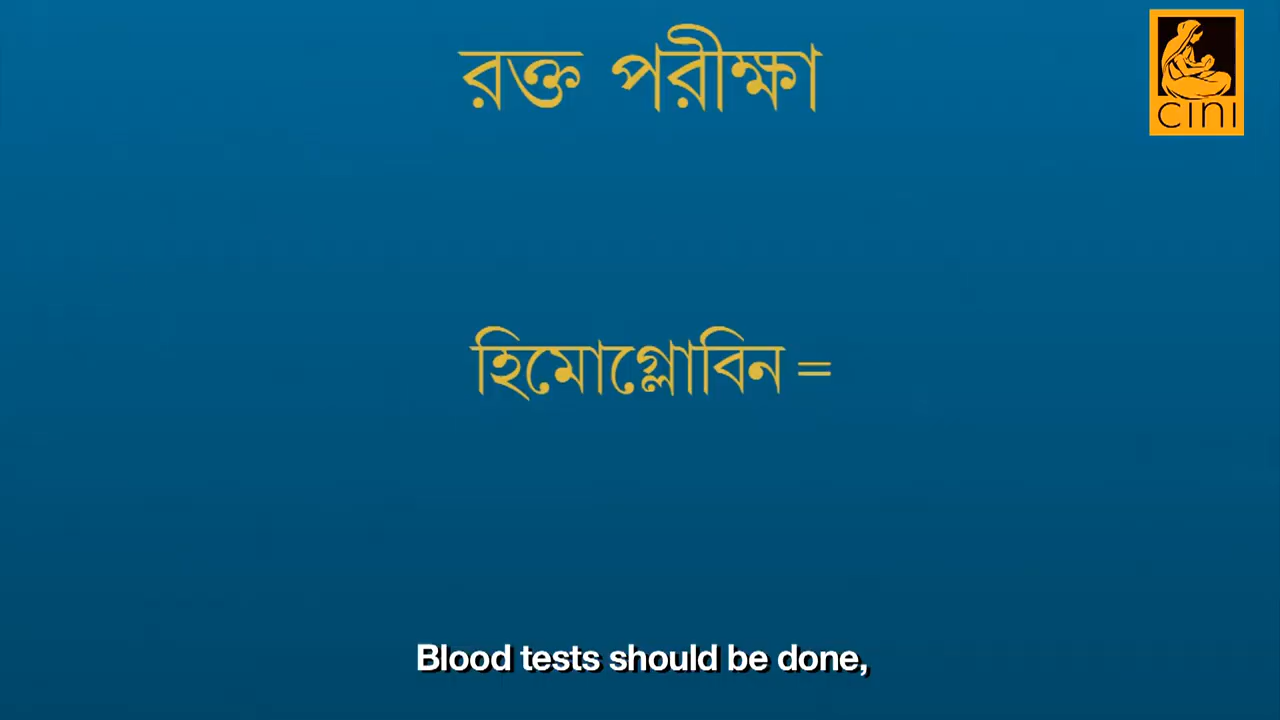 রক্ত পরীক্ষা
cini
হিমোগ্লোবিন =
Blood tests should be done,